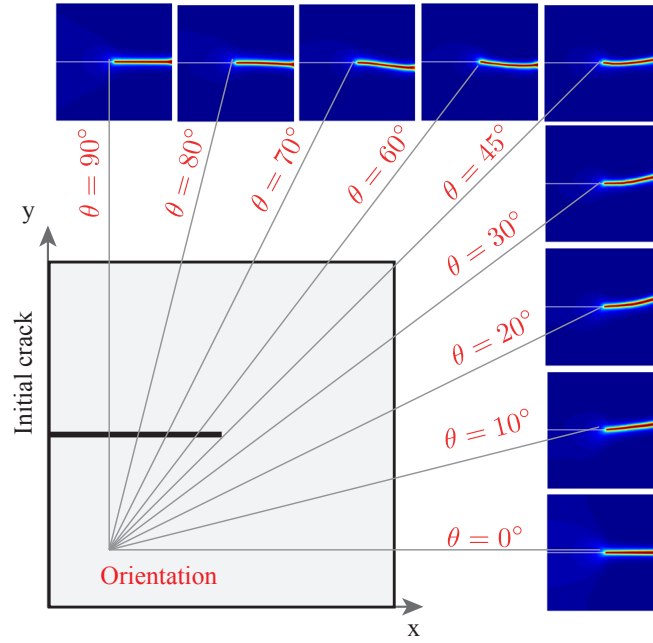 θ = 90°
θ = 80°
θ = 70°
θ = 60°
θ = 45°
θ = 30°
θ = 20°
θ = 10°
θ = 0°
y
Initial crack
Orientation
x